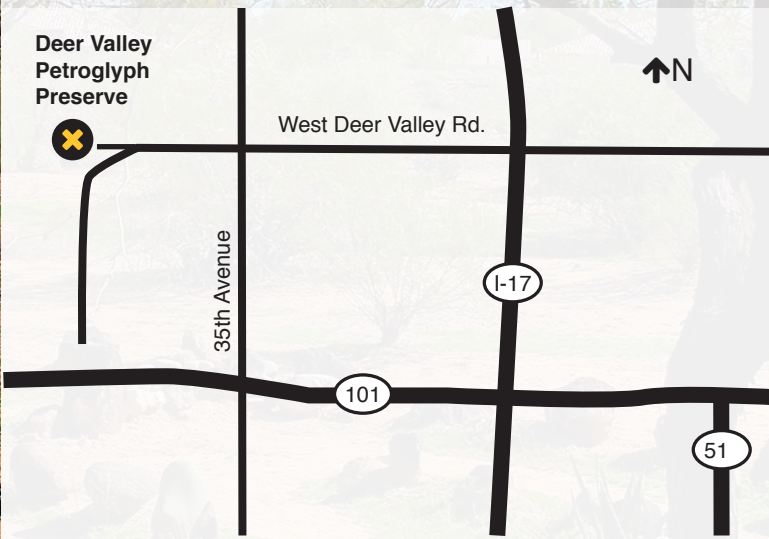 Deer Valley
Petroglyph
Preserve
N
West Deer Valley Rd.
35th Avenue
I-17
101
51